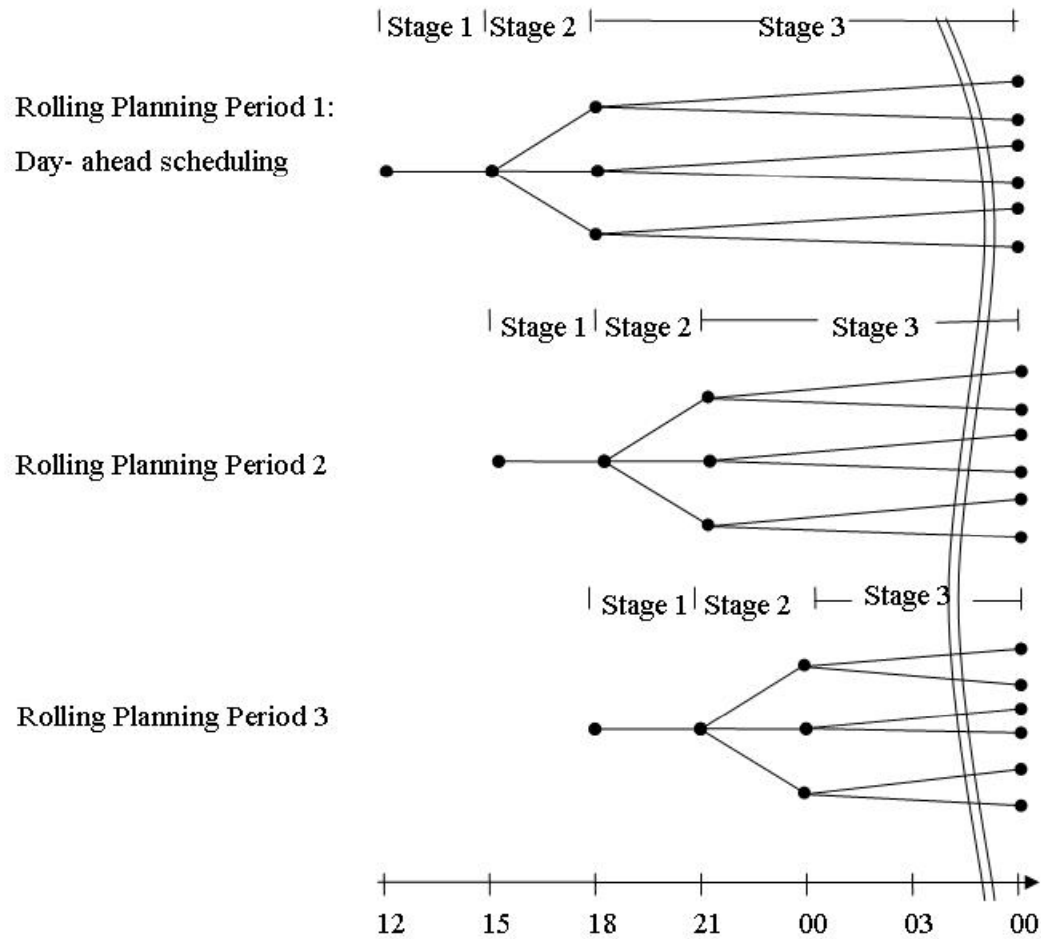 Stage 1 Stage 2 Stage 3
Rolling Planning Period 1:
Day- ahead scheduling
Stage 1 Stage 2 Stage 3
Rolling Planning Period 2
Stage 1 Stage 2 Stage 3
Rolling Planning Period 3
12 15 18 21 00 03 00